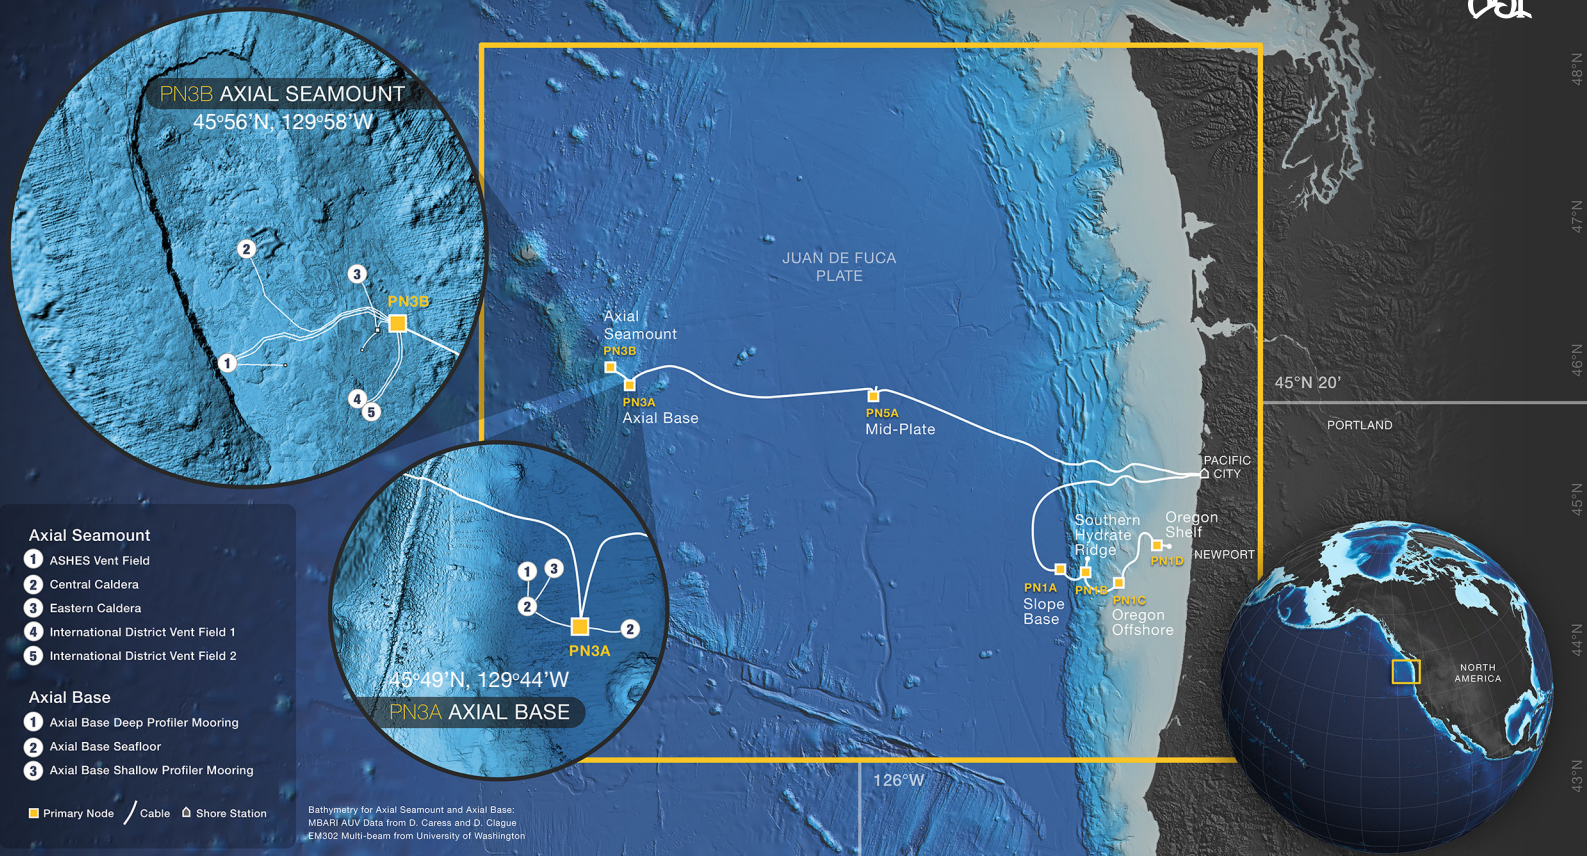 PN3B AXIAL SEAMOUNT
45°56'N, 129°58'W
2
3
PN3B
1
4
5
JUAN DE FUCA
PLATE
Axial
Seamount
PN3B
PN3A
Axial Base
PN5A
Mid-Plate
PACIFIC
CITY
Southern
Hydrate
Ridge
Oregon
Shelf
PN1D
NEWPORT
PN1A
Slope
Base
PN1B
PN1C
Oregon
Offshore
45°N 20'
PORTLAND
48°N
47°N
46°N
45°N
44°N
43°N
126°W
NORTH
AMERICA
1
3
2
2
PN3A
45°49'N, 129°44'W
PN3A AXIAL BASE
Axial Seamount
1 ASHES Vent Field
2 Central Caldera
3 Eastern Caldera
4 International District Vent Field 1
5 International District Vent Field 2
Axial Base
1 Axial Base Deep Profiler Mooring
2 Axial Base Seafloor
3 Axial Base Shallow Profiler Mooring
Primary Node Cable Shore Station
Bathymetry for Axial Seamount and Axial Base:
MBARI AUV Data from D. Caress and D. Clague
EM302 Multi-beam from University of Washington